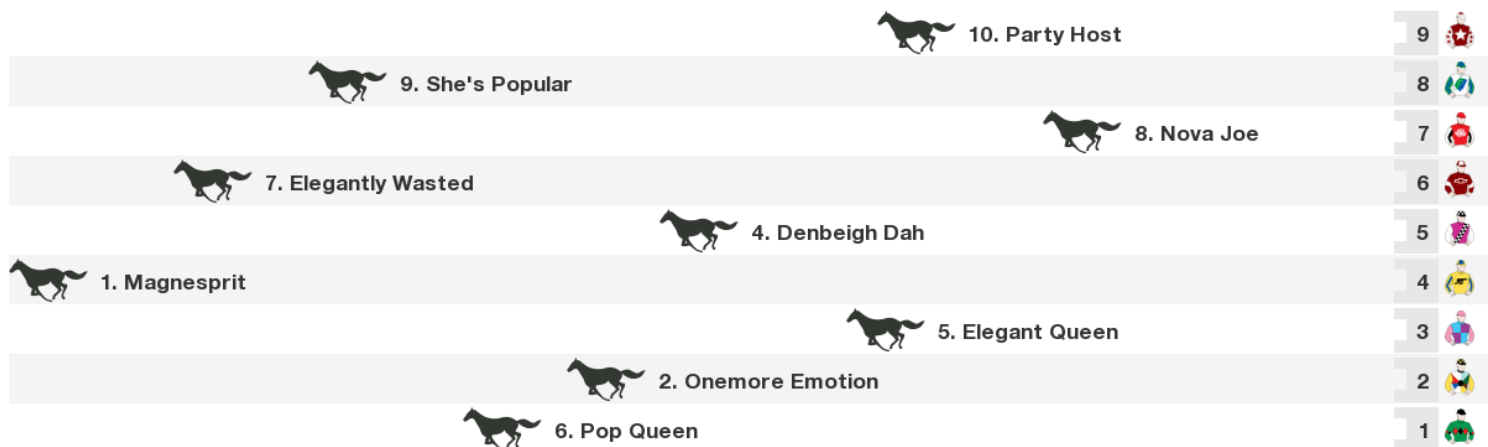 10. Party Host 9
9. She's Popular 8
8. Nova Joe 7
7. Elegantly Wasted 6
4. Denbeigh Dah 5
1. Magnesprit 4
5. Elegant Queen 3
2. Onemore Emotion 2
6. Pop Queen 1